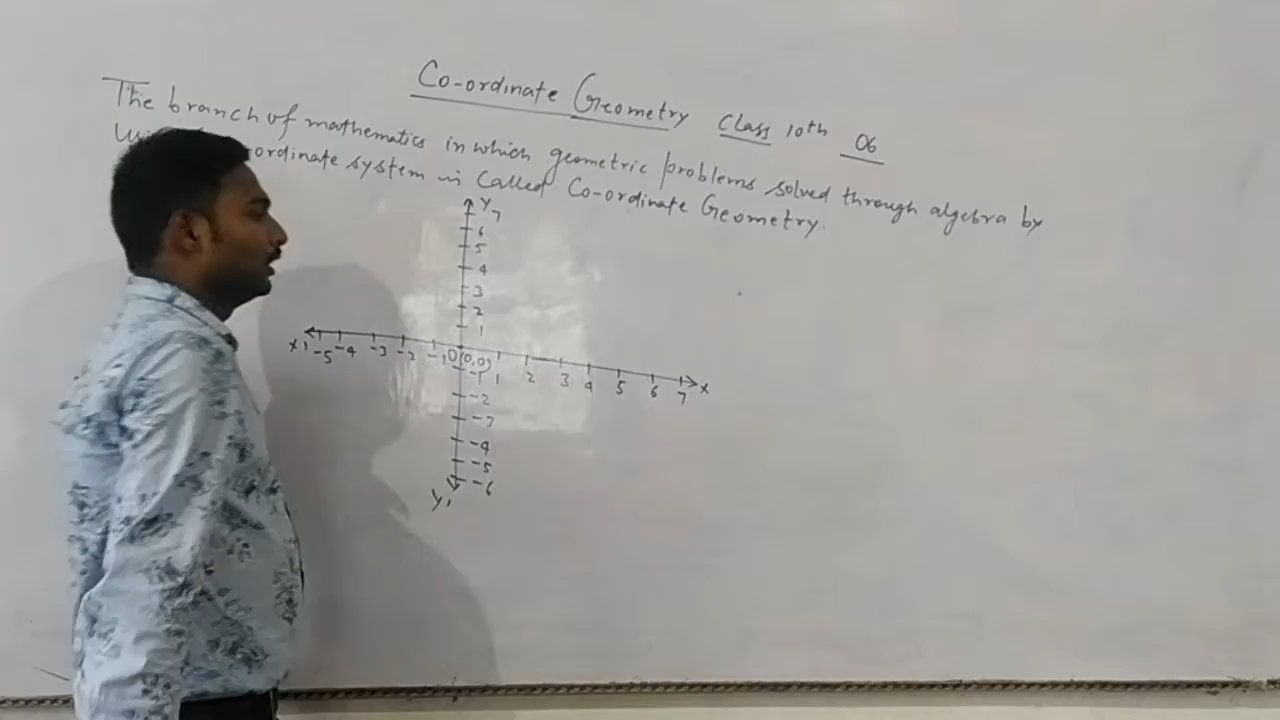 Co-ordinate Geometry Class 10th 06
The branch of mathematics in which geometric problems solved through algebra by
ordinate system is Called Co-ordinate Geometry.
Y
7
6
5
4
3
2
1
X' -5 -4 -3 -2 -1 O(0,0) 1 2 3 4 5 6 7 X
-1
-2
-3
-4
-5
-6
Y'